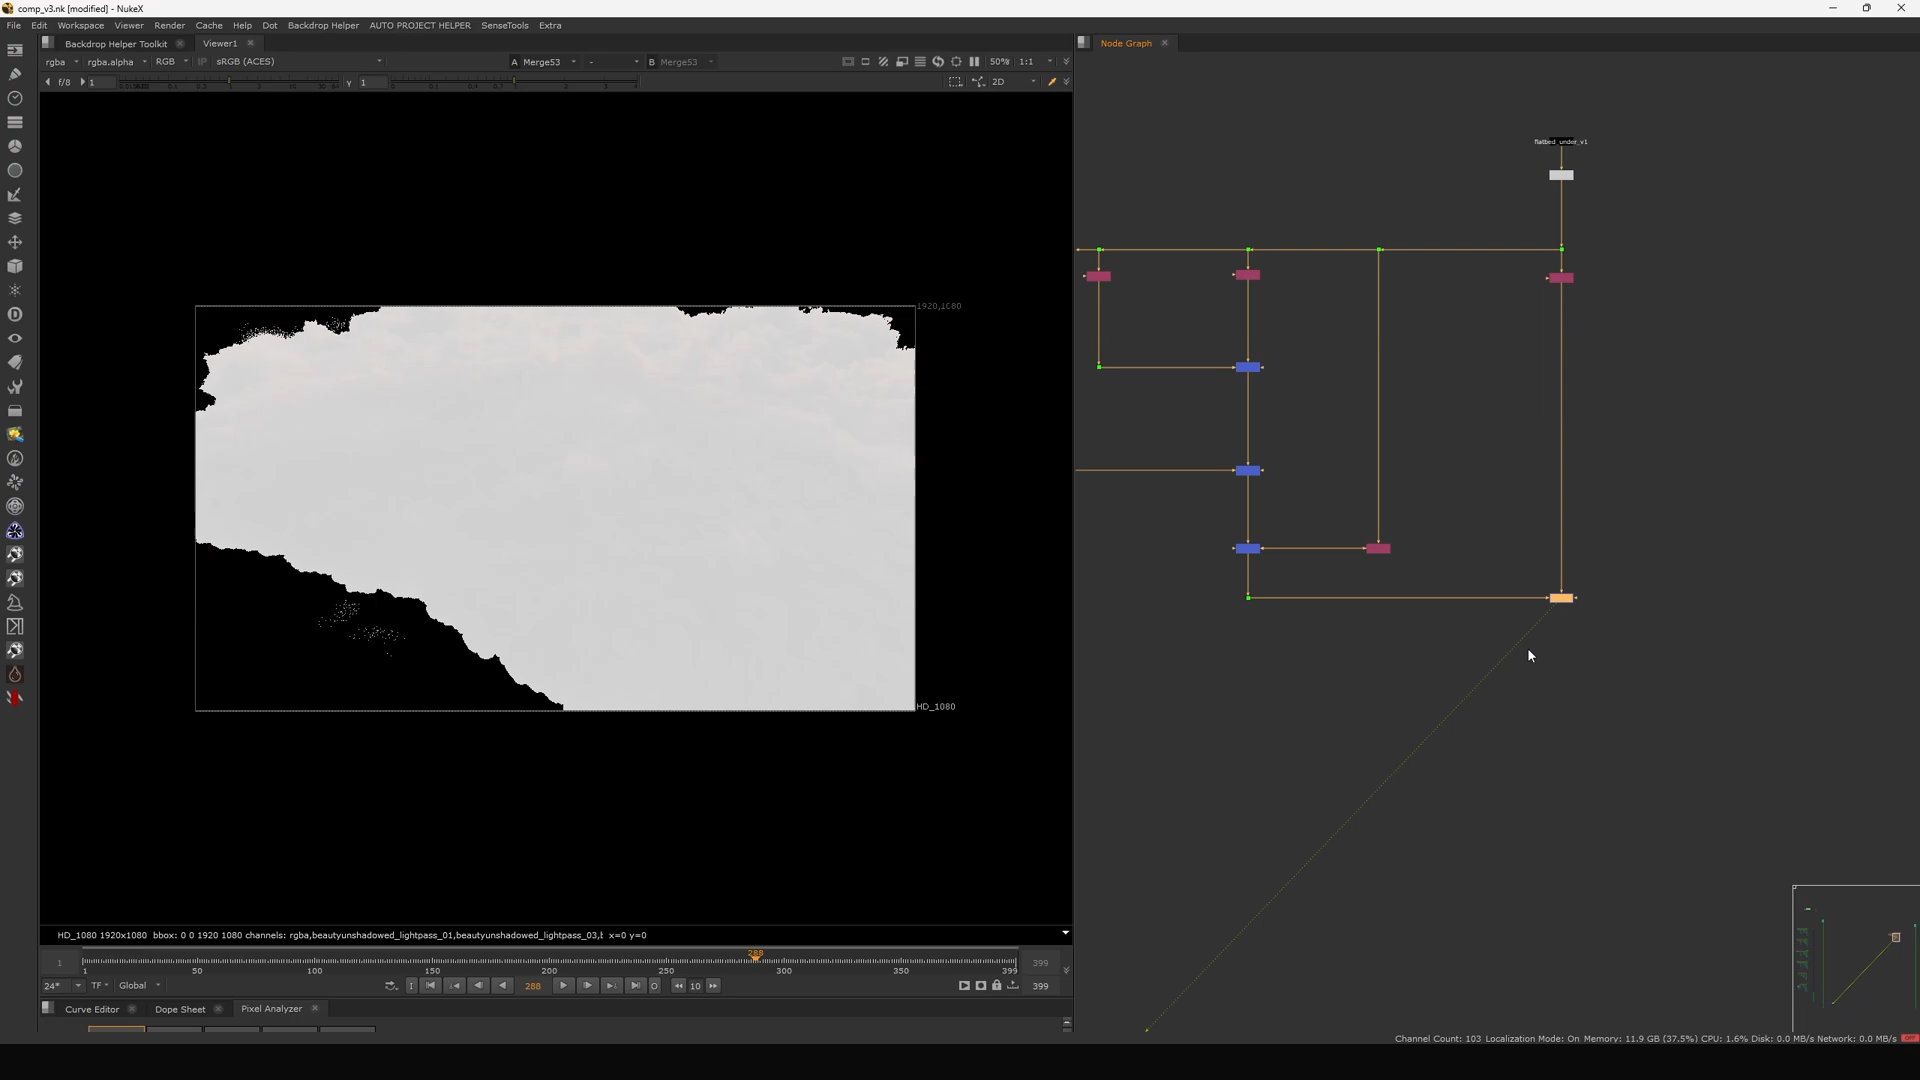 comp_v3.nk [modified] - NukeX
File Edit Workspace Viewer Render Cache Help Dot Backdrop Helper AUTO PROJECT HELPER SenseTools Extra
Backdrop Helper Toolkit Viewer1
Node Graph
rgba rgba.alpha RGB IP sRGB (ACES) A Merge53 - B Merge53 50% 1:1
f/8 1 Y 1 2D
flatbed_under_v1
1920,1080
HD_1080
HD_1080 1920x1080 bbox: 0 0 1920 1080 channels: rgba,beautyunshadowed_lightpass_01,beautyunshadowed_lightpass_03,t x=0 y=0
288
1 399
1 50 100 150 200 250 300 350 399
24* TF Global I 288 O 10 399
Curve Editor Dope Sheet Pixel Analyzer
Channel Count: 103 Localization Mode: On Memory: 11.9 GB (37.5%) CPU: 1.6% Disk: 0.0 MB/s Network: 0.0 MB/s